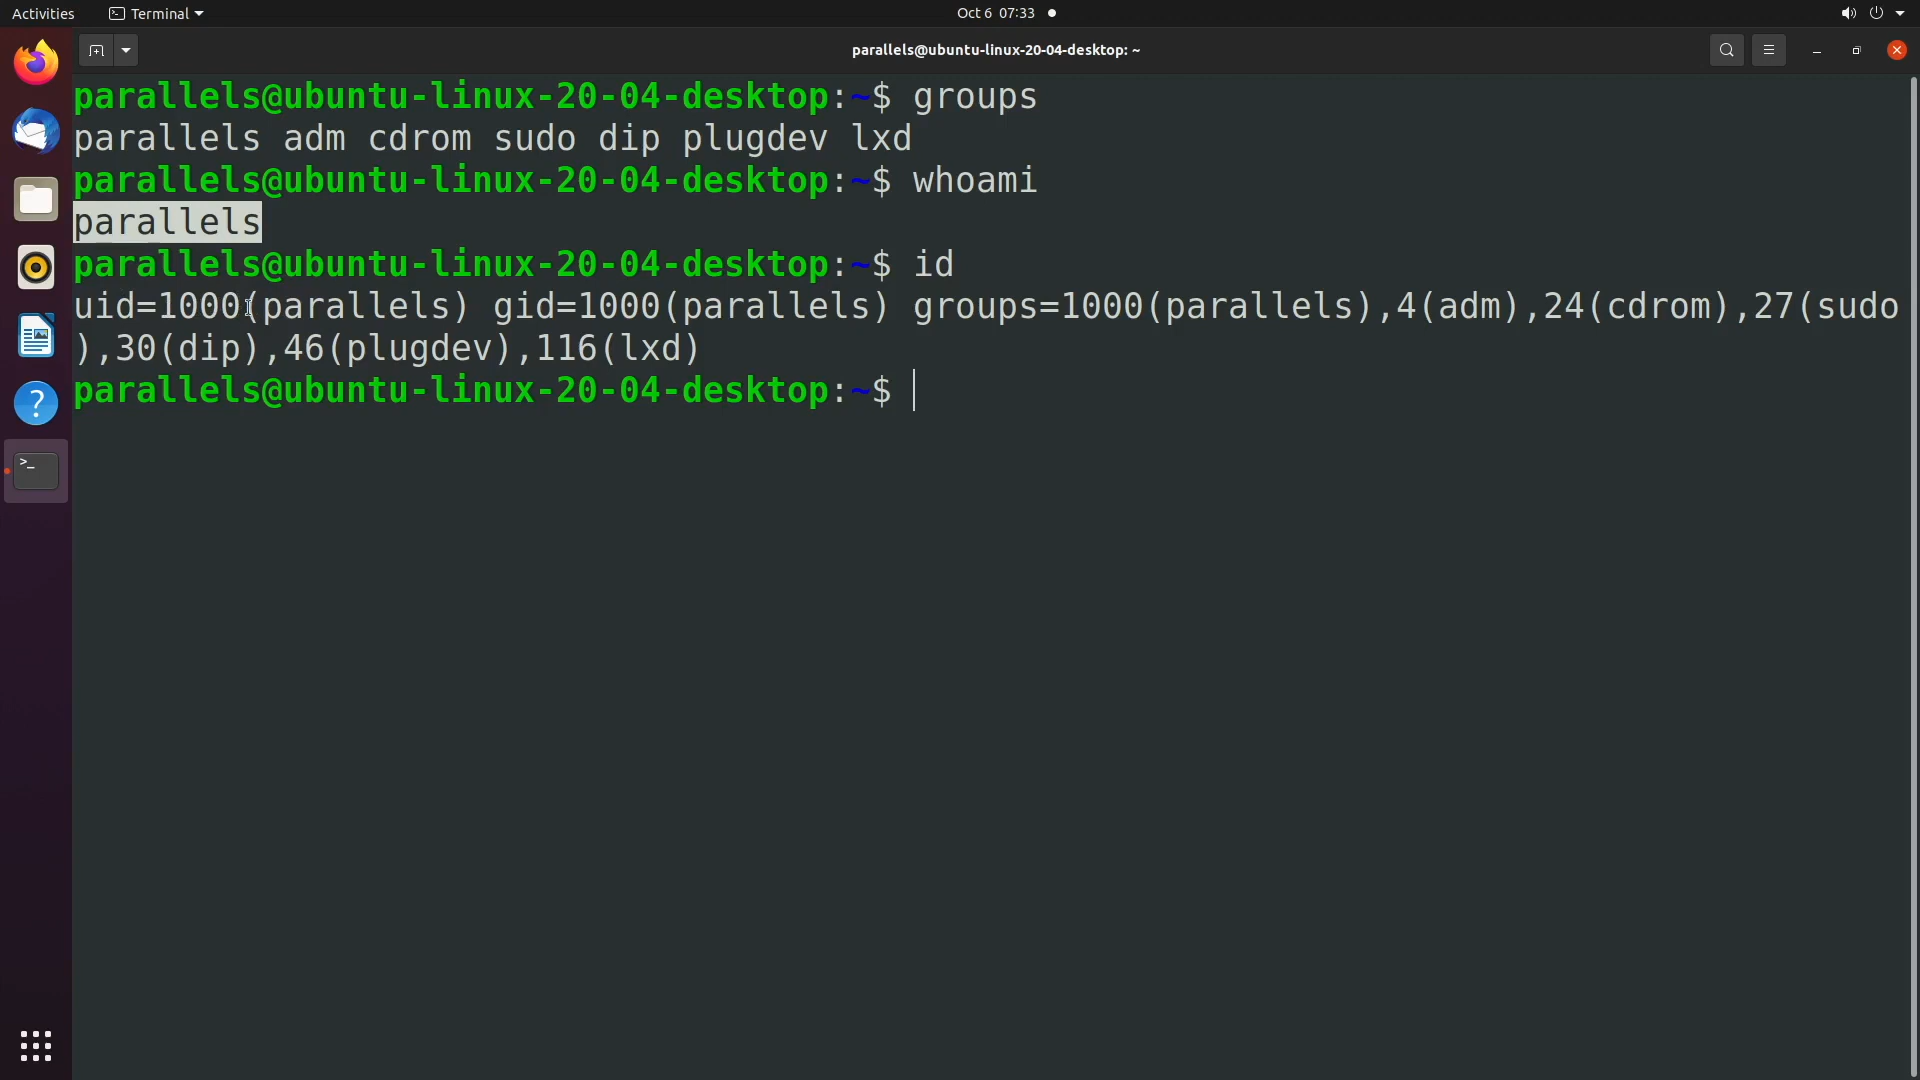 Activities
Terminal
Oct 6 07:33
parallels@ubuntu-linux-20-04-desktop: ~
parallels@ubuntu-linux-20-04-desktop:~$ groups
parallels adm cdrom sudo dip plugdev lxd
parallels@ubuntu-linux-20-04-desktop:~$ whoami
parallels
parallels@ubuntu-linux-20-04-desktop:~$ id
uid=1000(parallels) gid=1000(parallels) groups=1000(parallels),4(adm),24(cdrom),27(sudo
),30(dip),46(plugdev),116(lxd)
parallels@ubuntu-linux-20-04-desktop:~$